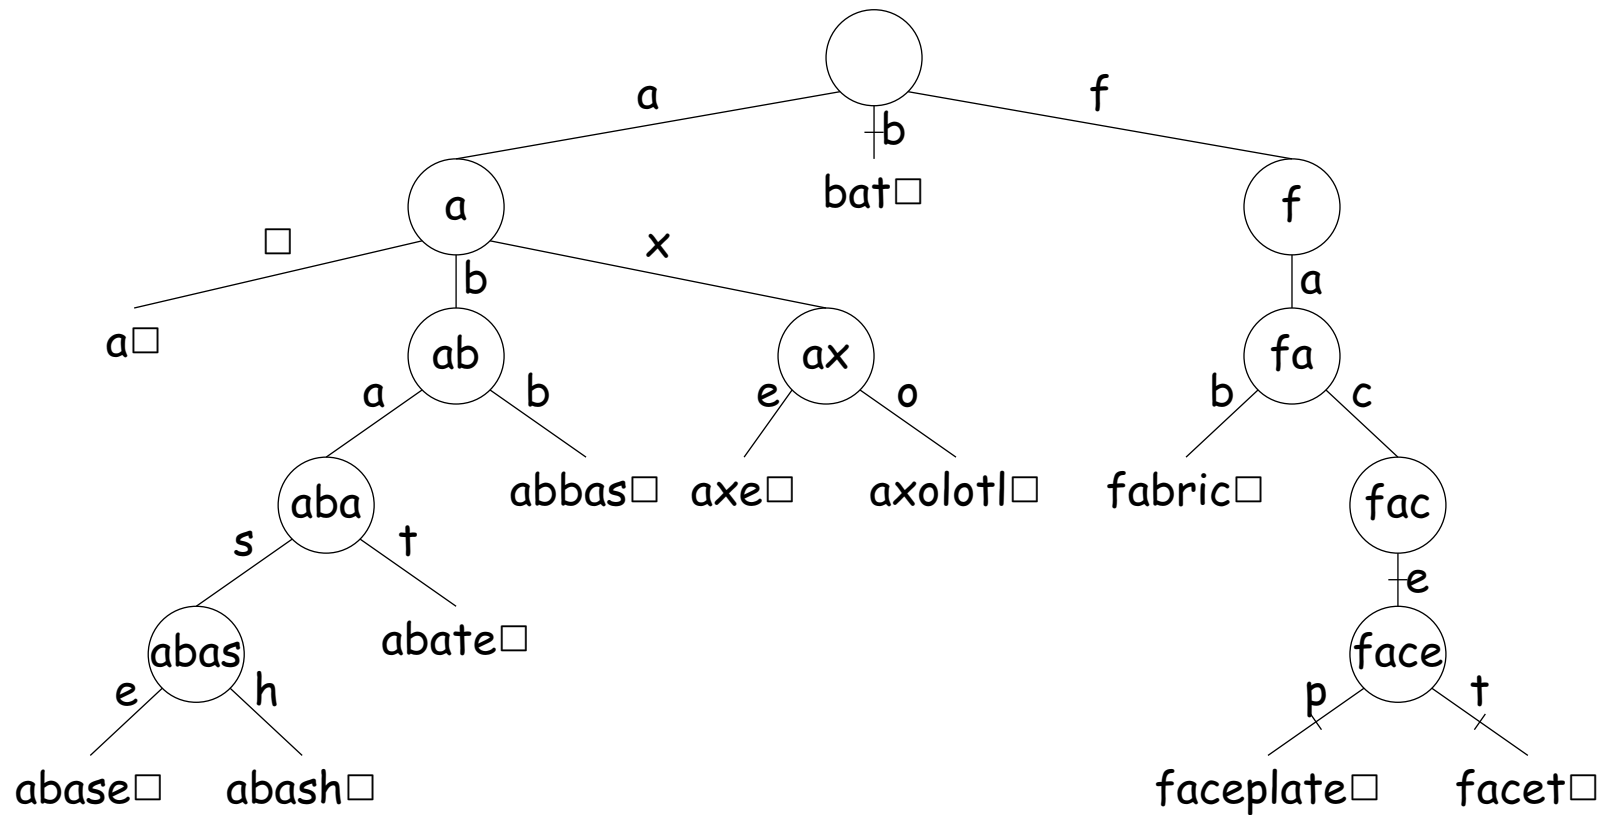 a f
b
bat□
a f
□ x
b a
a□
ab ax fa
a b e o b c
abbas□ axe□ axolotl□ fabric□
aba fac
s t
e
abate□
abas face
e h p t
abase□ abash□ faceplate□ facet□